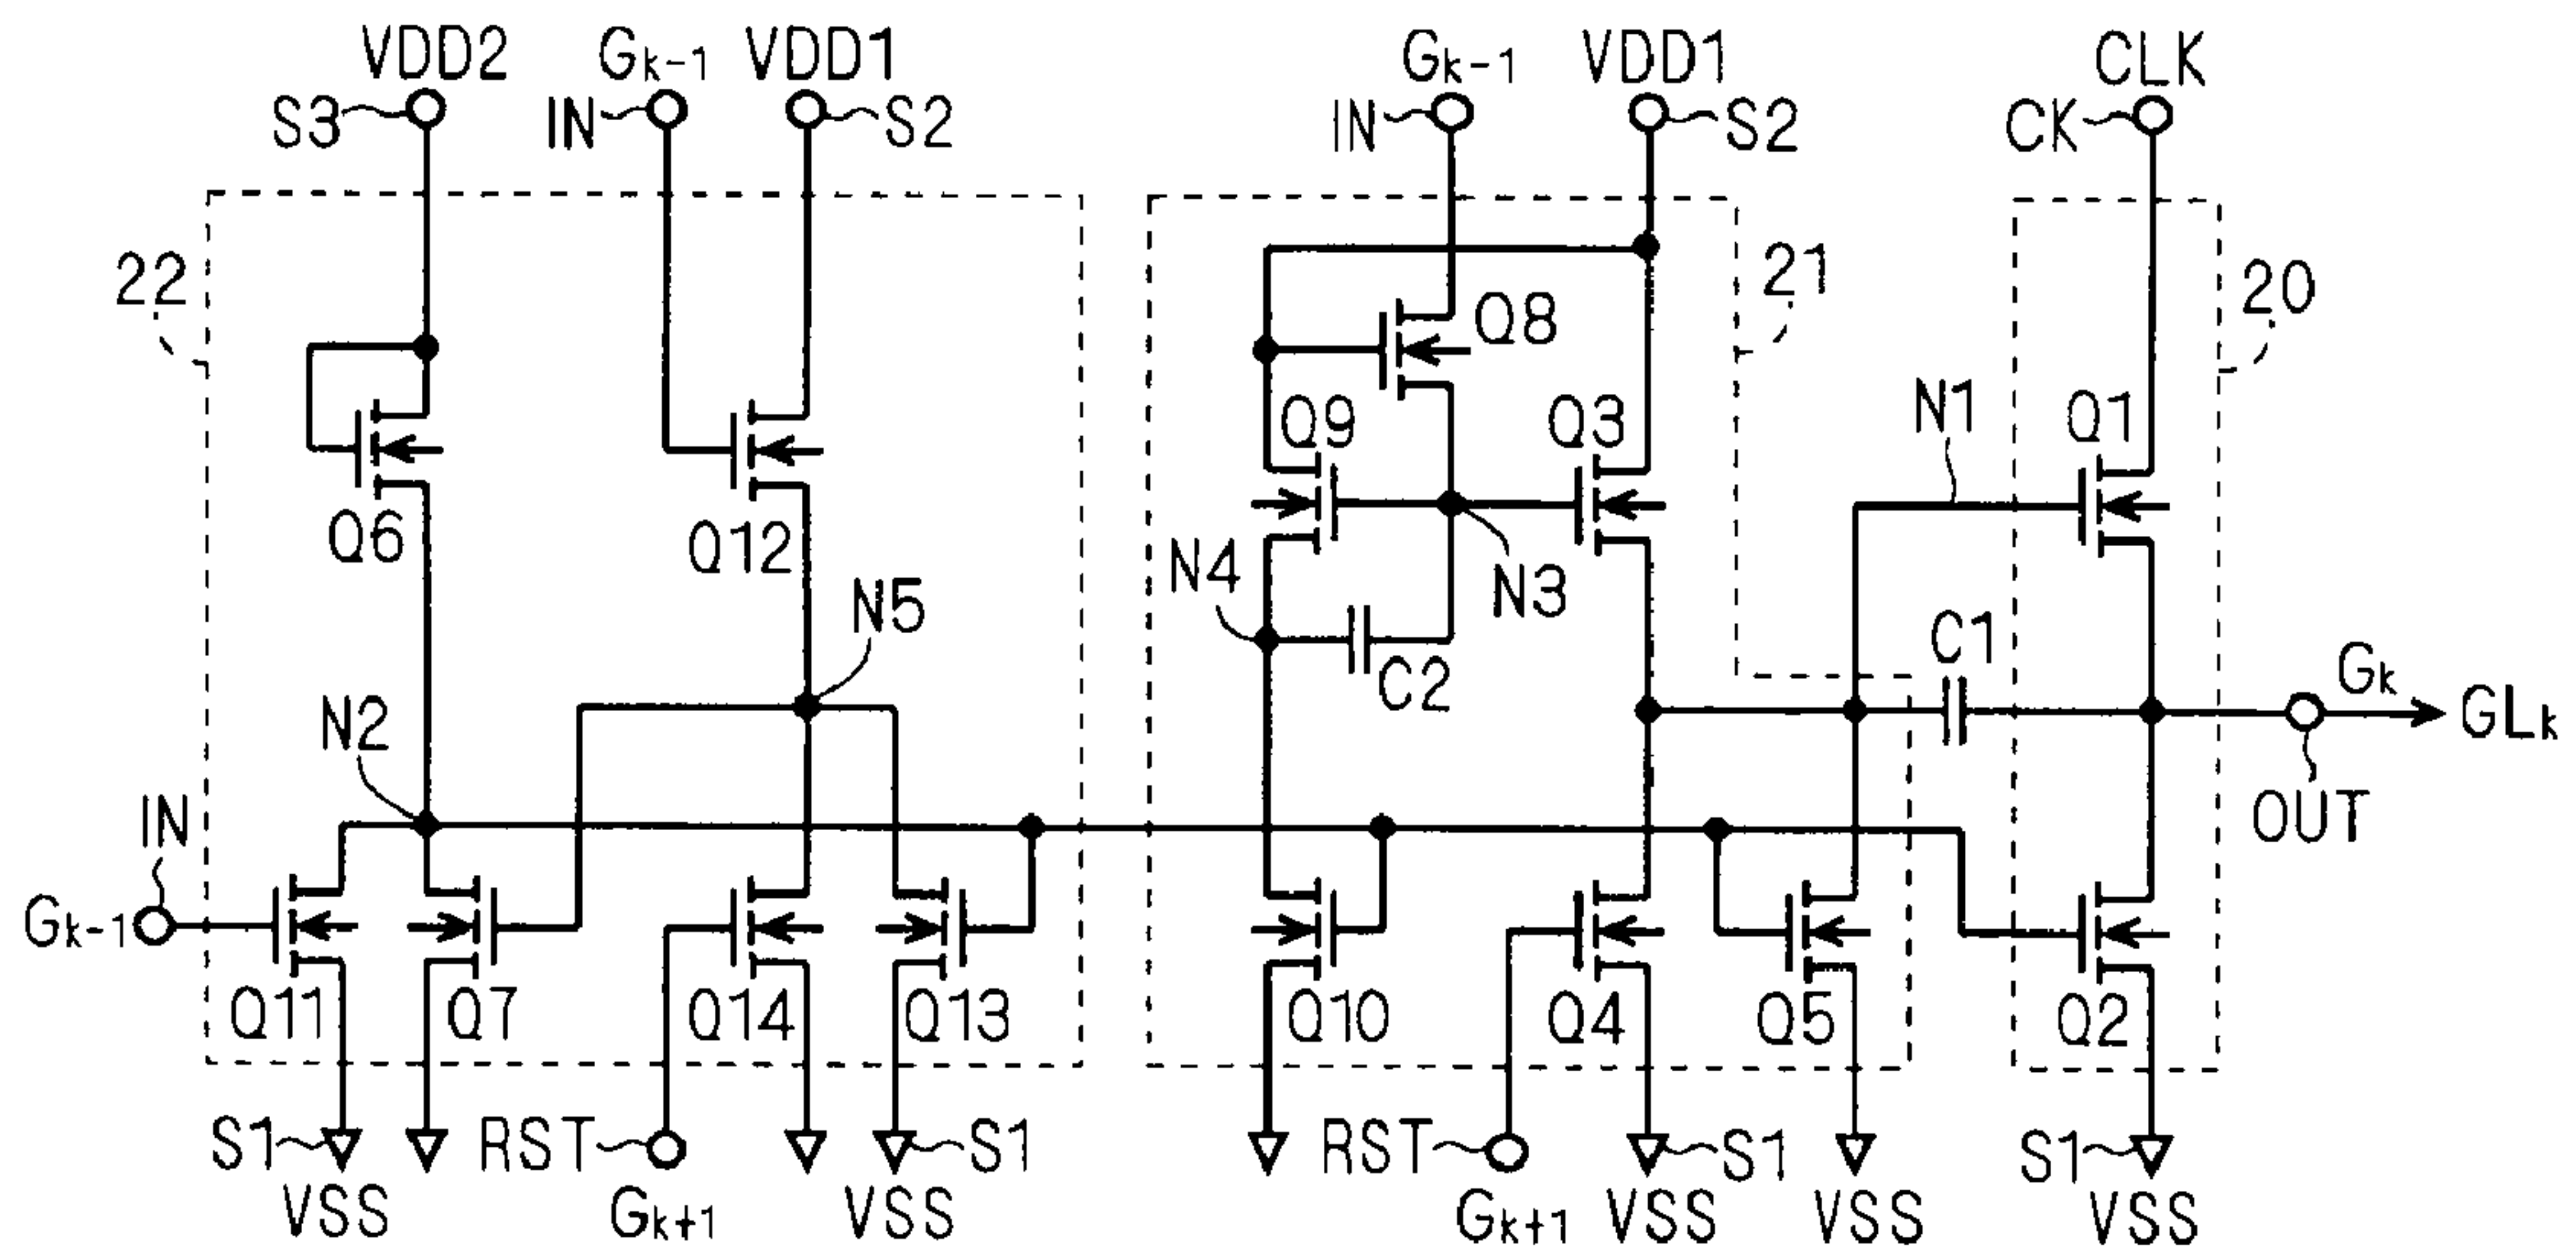 VDD2 Gk-1 VDD1 Gk-1 VDD1 CLK
S3 IN S2 IN S2 CK
22 21 20
Q8
Q9 Q3 N1 Q1
Q6 Q12 N4 N3
N5 C1
C2 Gk
N2 GLk
IN OUT
Gk-1
Q11 Q7 Q14 Q13 Q10 Q4 Q5 Q2
S1 RST S1 RST S1 S1
VSS Gk+1 VSS Gk+1 VSS VSS VSS